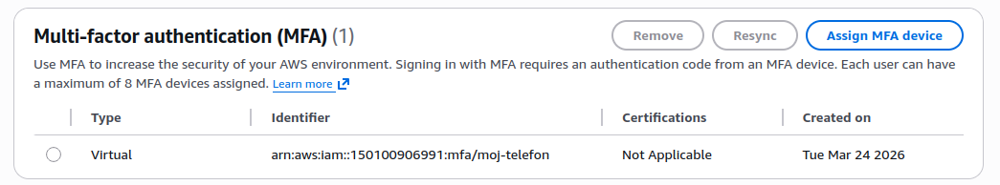 Multi-factor authentication (MFA) (1)
Remove
Resync
Assign MFA device
Use MFA to increase the security of your AWS environment. Signing in with MFA requires an authentication code from an MFA device. Each user can have
a maximum of 8 MFA devices assigned. Learn more
Type Identifier Certifications Created on
Virtual arn:aws:iam::150100906991:mfa/moj-telefon Not Applicable Tue Mar 24 2026